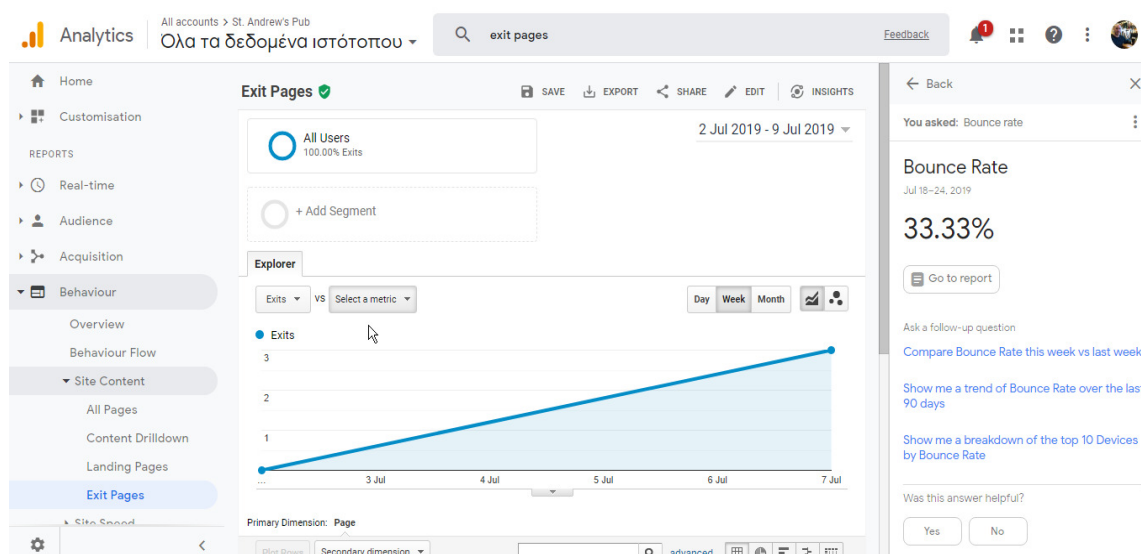 All accounts > St. Andrew's Pub
Analytics
Όλα τα δεδομένα ιστότοπου
exit pages
Feedback
1
Home
Customisation
REPORTS
Real-time
Audience
Acquisition
Behaviour
Overview
Behaviour Flow
Site Content
All Pages
Content Drilldown
Landing Pages
Exit Pages
Site Speed
Exit Pages
SAVE
EXPORT
SHARE
EDIT
INSIGHTS
All Users
100.00% Exits
2 Jul 2019 - 9 Jul 2019
+ Add Segment
Explorer
Exits
VS
Select a metric
Day
Week
Month
Exits
3
2
1
...
3 Jul
4 Jul
5 Jul
6 Jul
7 Jul
Primary Dimension: Page
Plot Rows
Secondary dimension
advanced
Back
You asked: Bounce rate
Bounce Rate
Jul 18–24, 2019
33.33%
Go to report
Ask a follow-up question
Compare Bounce Rate this week vs last week
Show me a trend of Bounce Rate over the last
90 days
Show me a breakdown of the top 10 Devices
by Bounce Rate
Was this answer helpful?
Yes
No